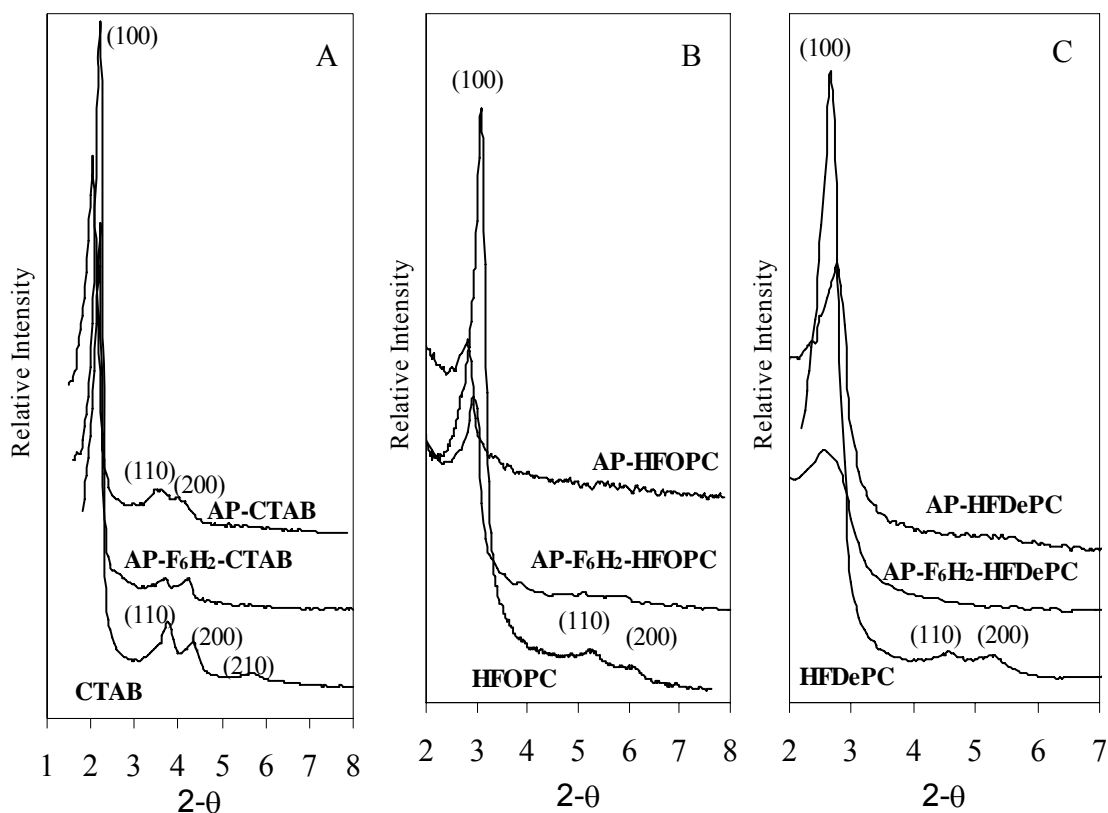 A
(100)
Relative Intensity
(110)
(200)
AP-CTAB
AP-F6H2-CTAB
(110)
(200)
(210)
CTAB
1 2 3 4 5 6 7 8
2-θ
B
(100)
Relative Intensity
AP-HFOPC
AP-F6H2-HFOPC
(110)
(200)
HFOPC
2 3 4 5 6 7 8
2-θ
C
(100)
Relative Intensity
AP-HFDePC
AP-F6H2-HFDePC
(110)
(200)
HFDePC
2 3 4 5 6 7
2-θ